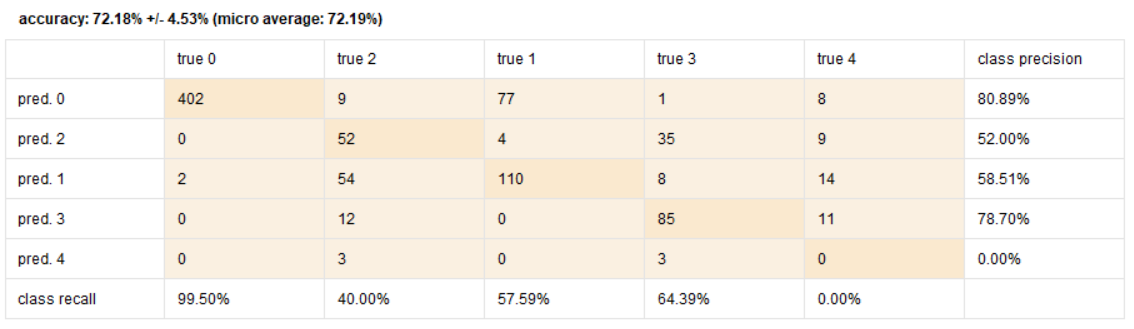 accuracy: 72.18% +/- 4.53% (micro average: 72.19%)
true 0 true 2 true 1 true 3 true 4 class precision
pred. 0 402 9 77 1 8 80.89%
pred. 2 0 52 4 35 9 52.00%
pred. 1 2 54 110 8 14 58.51%
pred. 3 0 12 0 85 11 78.70%
pred. 4 0 3 0 3 0 0.00%
class recall 99.50% 40.00% 57.59% 64.39% 0.00%